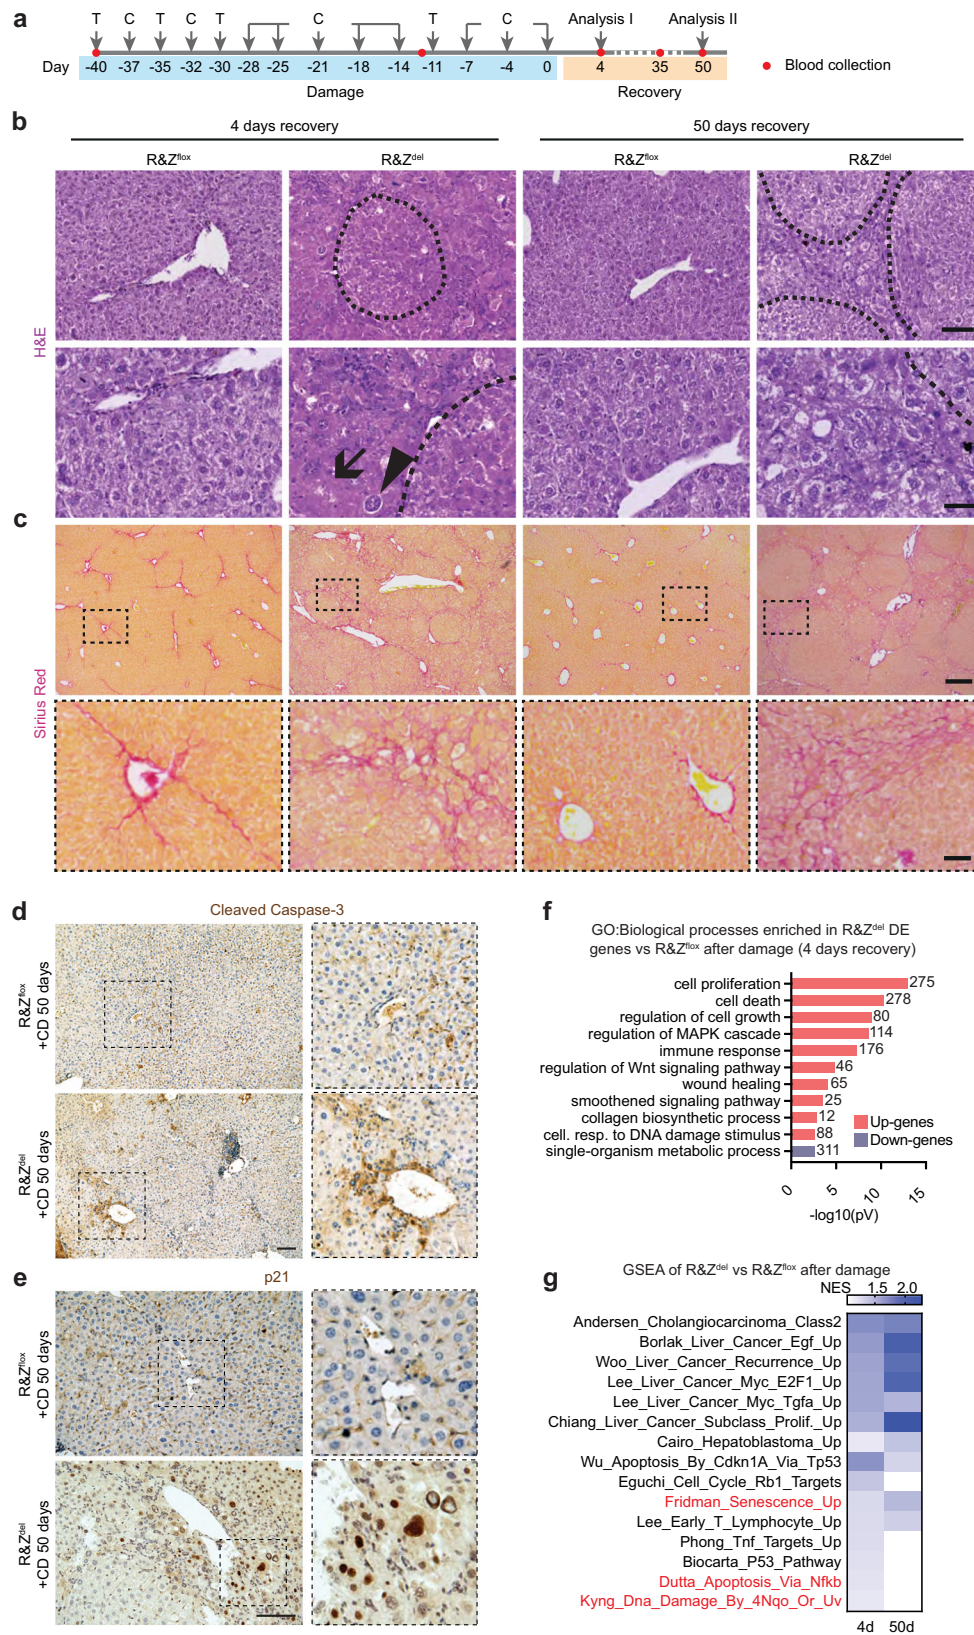 a
T C T C T C T C Analysis I Analysis II
Day -40 -37 -35 -32 -30 -28 -25 -21 -18 -14 -11 -7 -4 0 4 35 50
Blood collection
Damage Recovery
b
4 days recovery 50 days recovery
R&Zflox R&Zdel R&Zflox R&Zdel
H&E
c
Sirius Red
d
Cleaved Caspase-3
R&Zflox
+CD 50 days
R&Zdel
+CD 50 days
e
p21
R&Zflox
+CD 50 days
R&Zdel
+CD 50 days
f
GO:Biological processes enriched in R&Zdel DE
genes vs R&Zflox after damage (4 days recovery)
cell proliferation 275
cell death 278
regulation of cell growth 80
regulation of MAPK cascade 114
immune response 176
regulation of Wnt signaling pathway 46
wound healing 65
smoothened signaling pathway 25
collagen biosynthetic process 12
cell. resp. to DNA damage stimulus 88
single-organism metabolic process 311
Up-genes
Down-genes
0 5 10 15
-log10(pV)
g
GSEA of R&Zdel vs R&Zflox after damage
NES 1.5 2.0
Andersen_Cholangiocarcinoma_Class2
Borlak_Liver_Cancer_Egf_Up
Woo_Liver_Cancer_Recurrence_Up
Lee_Liver_Cancer_Myc_E2F1_Up
Lee_Liver_Cancer_Myc_Tgfa_Up
Chiang_Liver_Cancer_Subclass_Prolif._Up
Cairo_Hepatoblastoma_Up
Wu_Apoptosis_By_Cdkn1A_Via_Tp53
Eguchi_Cell_Cycle_Rb1_Targets
Fridman_Senescence_Up
Lee_Early_T_Lymphocyte_Up
Phong_Tnf_Targets_Up
Biocarta_P53_Pathway
Dutta_Apoptosis_Via_Nfkb
Kyng_Dna_Damage_By_4Nqo_Or_Uv
4d 50d